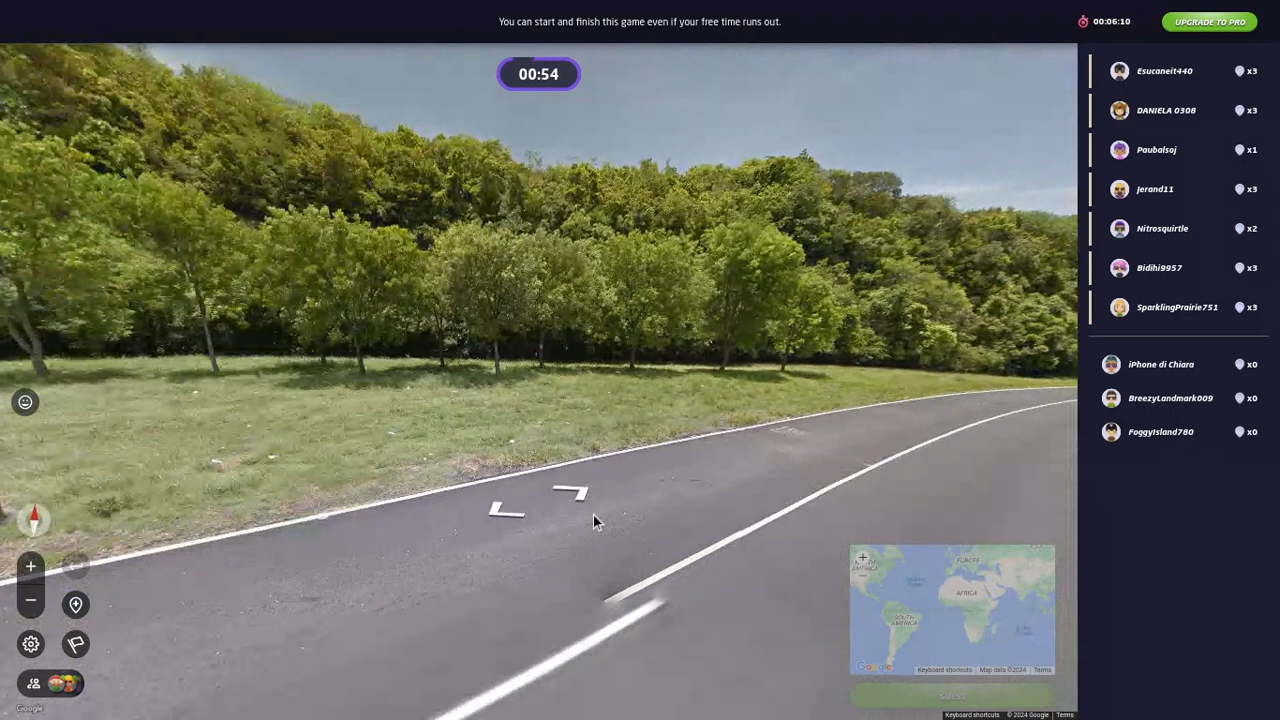 You can start and finish this game even if your free time runs out.
00:06:10
UPGRADE TO PRO
00:54
Esucaneit440 x3
DANIELA 0308 x3
Paubalsoj x1
Jerand11 x3
Nitrosquirtle x2
Bidihi9957 x3
SparklingPrairie751 x3
iPhone di Chiara x0
BreezyLandmark009 x0
FoggyIsland780 x0
EUROPE
AFRICA
SOUTH
AMERICA
Google
Keyboard shortcuts Map data ©2024 Terms
Google
Keyboard shortcuts © 2024 Google Terms